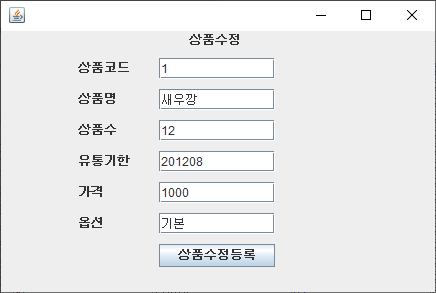 상품수정
상품코드 1
상품명 새우깡
상품수 12
유통기한 201208
가격 1000
옵션 기본
상품수정등록